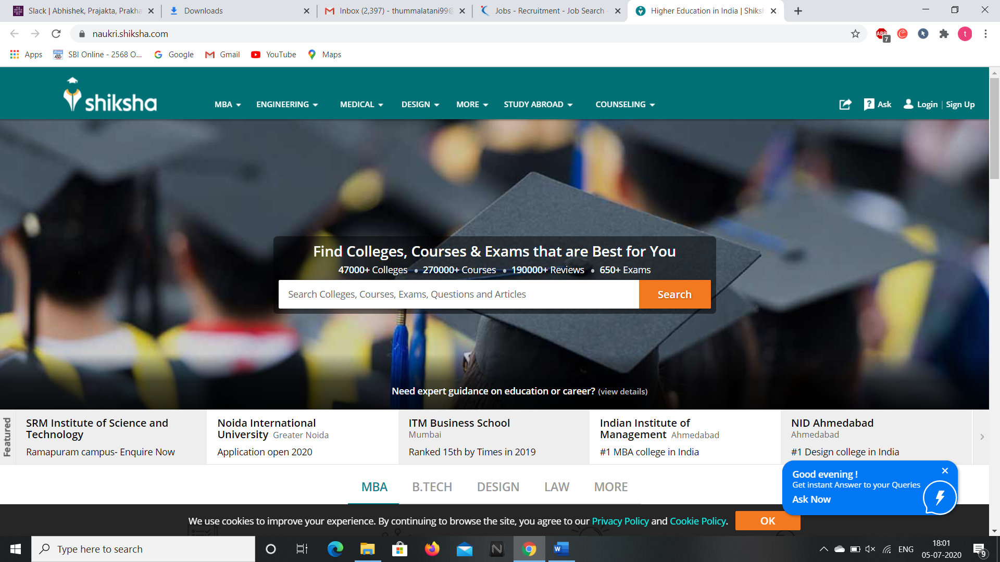 Slack | Abhishek, Prajakta, Prakha
Downloads
Inbox (2,397) - thummalatani99@
Jobs - Recruitment - Job Search -
Higher Education in India | Shiksh
naukri.shiksha.com
ABP
7
t
Apps
SBI Online - 2568 O...
Google
Gmail
YouTube
Maps
shiksha
MBA
ENGINEERING
MEDICAL
DESIGN
MORE
STUDY ABROAD
COUNSELING
? Ask
Login | Sign Up
Find Colleges, Courses & Exams that are Best for You
47000+ Colleges • 270000+ Courses • 190000+ Reviews • 650+ Exams
Search Colleges, Courses, Exams, Questions and Articles
Search
Need expert guidance on education or career? (view details)
Featured
SRM Institute of Science and
Technology
Ramapuram campus- Enquire Now
Noida International
University Greater Noida
Application open 2020
ITM Business School
Mumbai
Ranked 15th by Times in 2019
Indian Institute of
Management Ahmedabad
#1 MBA college in India
NID Ahmedabad
Ahmedabad
#1 Design college in India
MBA
B.TECH
DESIGN
LAW
MORE
Good evening !
Get instant Answer to your Queries
Ask Now
We use cookies to improve your experience. By continuing to browse the site, you agree to our Privacy Policy and Cookie Policy.
OK
Type here to search
N
W
ENG
18:01
05-07-2020
9